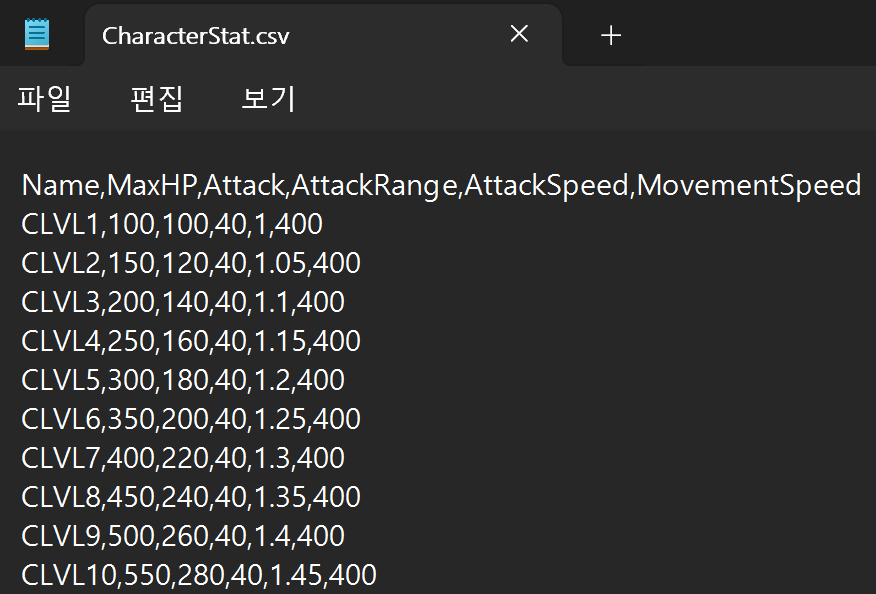 CharacterStat.csv
파일 편집 보기
Name,MaxHP,Attack,AttackRange,AttackSpeed,MovementSpeed
CLVL1,100,100,40,1,400
CLVL2,150,120,40,1.05,400
CLVL3,200,140,40,1.1,400
CLVL4,250,160,40,1.15,400
CLVL5,300,180,40,1.2,400
CLVL6,350,200,40,1.25,400
CLVL7,400,220,40,1.3,400
CLVL8,450,240,40,1.35,400
CLVL9,500,260,40,1.4,400
CLVL10,550,280,40,1.45,400